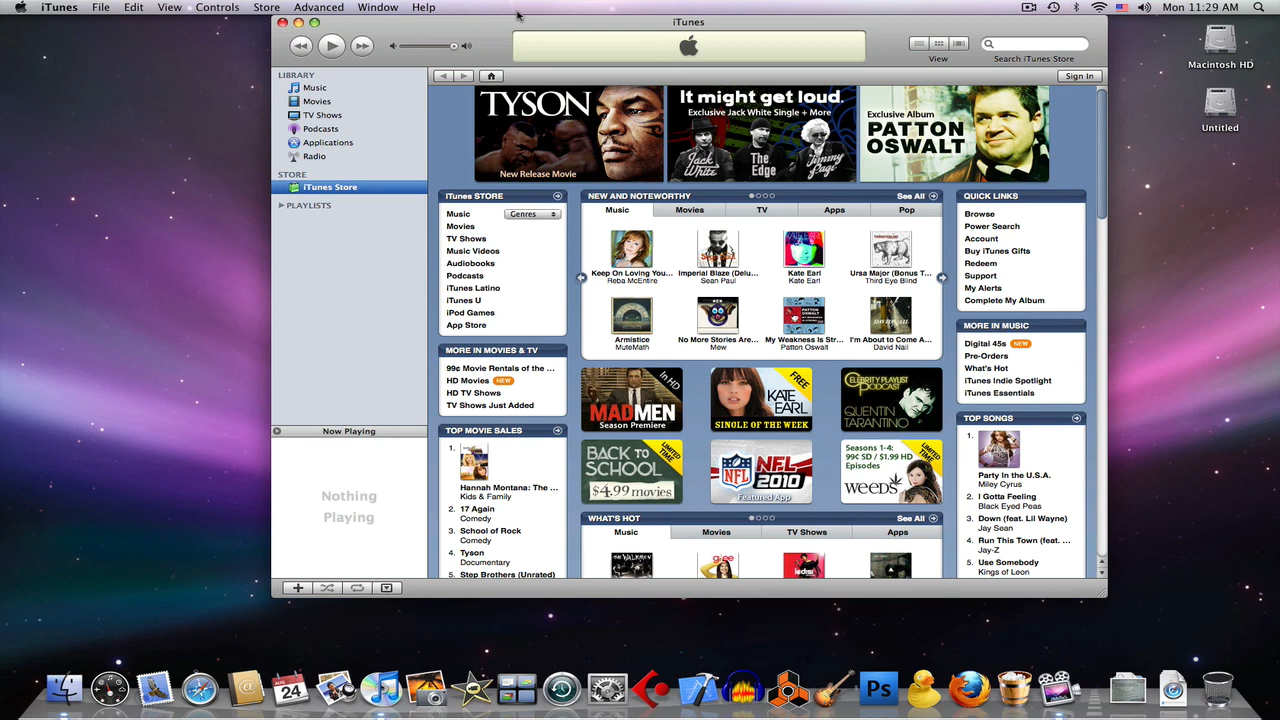 iTunes File Edit View Controls Store Advanced Window Help Mon 11:29 AM
iTunes
View
Search iTunes Store
Sign In
Macintosh HD
Untitled
LIBRARY
Music
Movies
TV Shows
Podcasts
Applications
Radio
STORE
iTunes Store
PLAYLISTS
Now Playing
Nothing
Playing
TYSON
New Release Movie
It might get loud.
Exclusive Jack White Single + More
Jack White
The Edge
Jimmy Page
Exclusive Album
PATTON
OSWALT
iTunes STORE
Music Genres
Movies
TV Shows
Music Videos
Audiobooks
Podcasts
iTunes Latino
iTunes U
iPod Games
App Store
MORE IN MOVIES & TV
99¢ Movie Rentals of the ...
HD Movies NEW
HD TV Shows
TV Shows Just Added
TOP MOVIE SALES
1.
Hannah Montana: The ...
Kids & Family
2. 17 Again
Comedy
3. School of Rock
Comedy
4. Tyson
Documentary
5. Step Brothers (Unrated)
NEW AND NOTEWORTHY See All
Music Movies TV Apps Pop
Keep On Loving You... Imperial Blaze (Delu... Kate Earl Ursa Major (Bonus T...
Reba McEntire Sean Paul Kate Earl Third Eye Blind
Armistice No More Stories Are... My Weakness Is Str... I'm About to Come A...
MuteMath Mew Patton Oswalt David Nail
In HD
MADMEN
Season Premiere
FREE
KATE
EARL
SINGLE OF THE WEEK
CELEBRITY PLAYLIST
PODCAST
QUENTIN
TARANTINO
BACK TO
SCHOOL
$4.99 movies
LIMITED
TIME
NFL
NFL
2010
Featured App
Seasons 1-4:
99¢ SD / $1.99 HD
Episodes
weeds
LIMITED
TIME
WHAT'S HOT See All
Music Movies TV Shows Apps
QUICK LINKS
Browse
Power Search
Account
Buy iTunes Gifts
Redeem
Support
My Alerts
Complete My Album
MORE IN MUSIC
Digital 45s NEW
Pre-Orders
What's Hot
iTunes Indie Spotlight
iTunes Essentials
TOP SONGS
1.
Party In the U.S.A.
Miley Cyrus
2. I Gotta Feeling
Black Eyed Peas
3. Down (feat. Lil Wayne)
Jay Sean
4. Run This Town (feat. ...
Jay-Z
5. Use Somebody
Kings of Leon
AUG
24
Ps